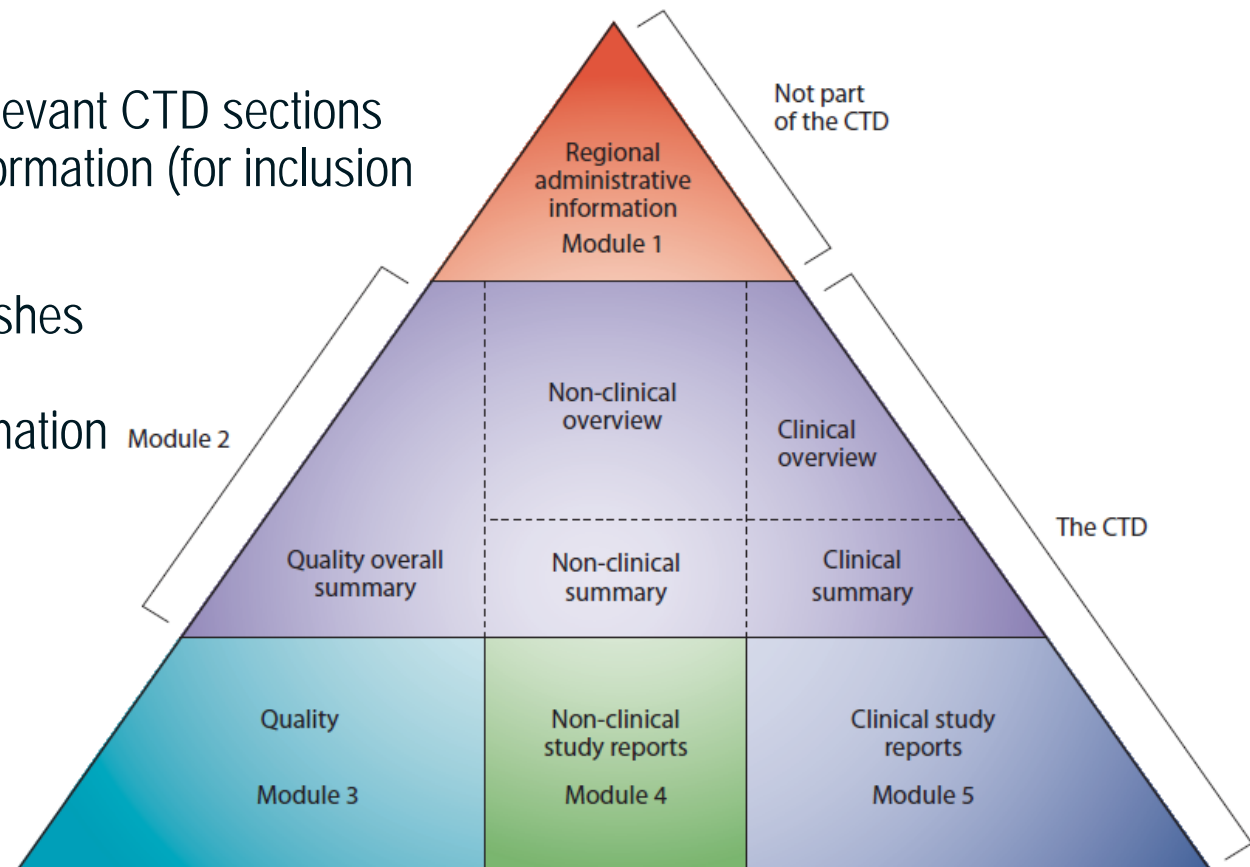 levant CTD sections
ormation (for inclusion
shes
nation
Not part
of the CTD
Regional
administrative
information
Module 1
Module 2
Non-clinical
overview
Clinical
overview
The CTD
Quality overall
summary
Non-clinical
summary
Clinical
summary
Quality
Module 3
Non-clinical
study reports
Module 4
Clinical study
reports
Module 5